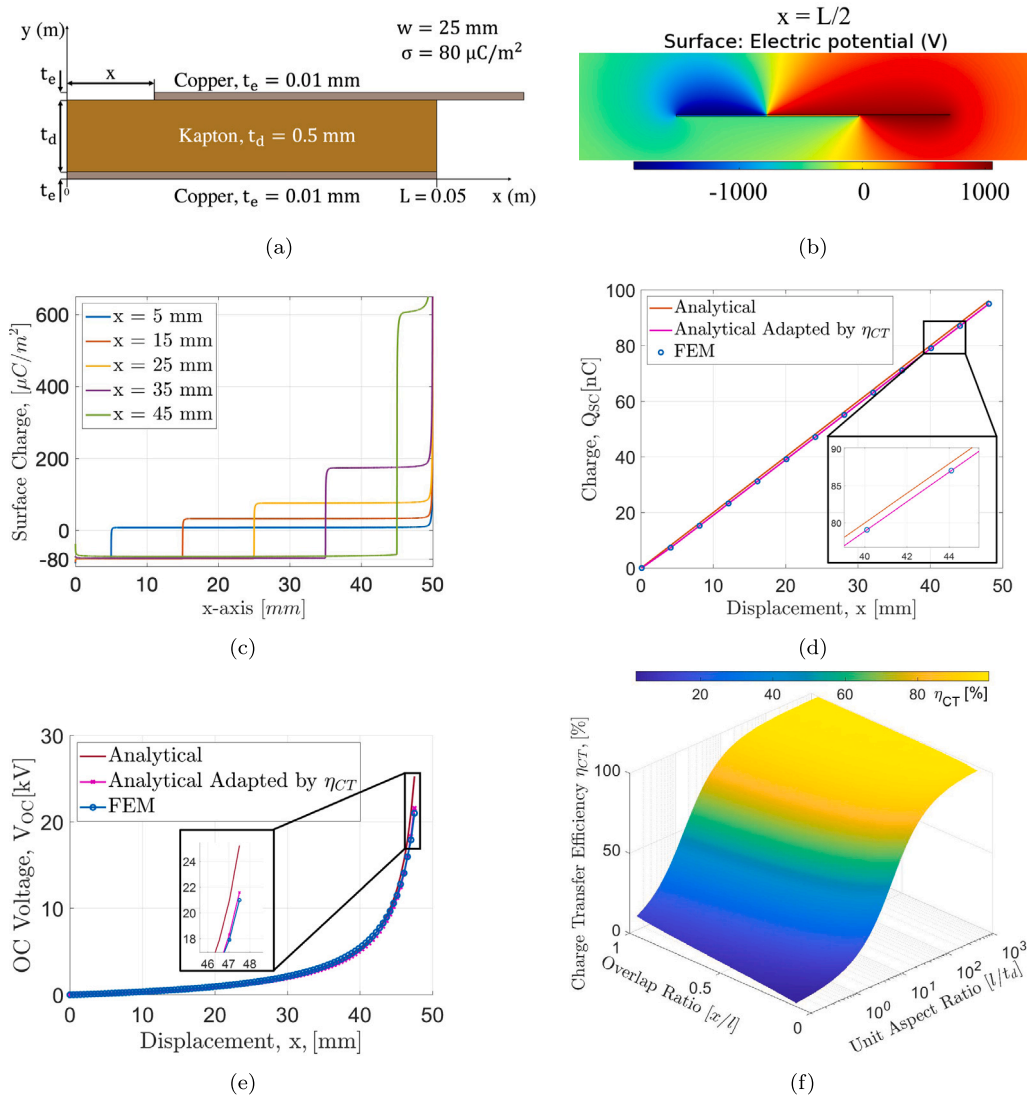 y (m)
w = 25 mm
σ = 80 μC/m²
t_e
x
Copper, t_e = 0.01 mm
t_d
Kapton, t_d = 0.5 mm
t_e
0
Copper, t_e = 0.01 mm
L = 0.05
x (m)
(a)
x = L/2
Surface: Electric potential (V)
-1000 0 1000
(b)
Surface Charge, [μC/m²]
600
400
200
0
-80
x = 5 mm
x = 15 mm
x = 25 mm
x = 35 mm
x = 45 mm
0 10 20 30 40 50
x-axis [mm]
(c)
Charge, Q_SC[nC]
100
80
60
40
20
0
Analytical
Analytical Adapted by η_CT
FEM
90
85
80
40 42 44
0 10 20 30 40 50
Displacement, x [mm]
(d)
OC Voltage, V_OC[kV]
30
20
10
0
Analytical
Analytical Adapted by η_CT
FEM
24
22
20
18
46 47 48
0 10 20 30 40 50
Displacement, x, [mm]
(e)
20 40 60 80 η_CT [%]
Charge Transfer Efficiency η_CT, [%]
100
50
0
1
0.5
0
Overlap Ratio [x/l]
10⁰
10¹
10²
10³
Unit Aspect Ratio [l/t_d]
(f)